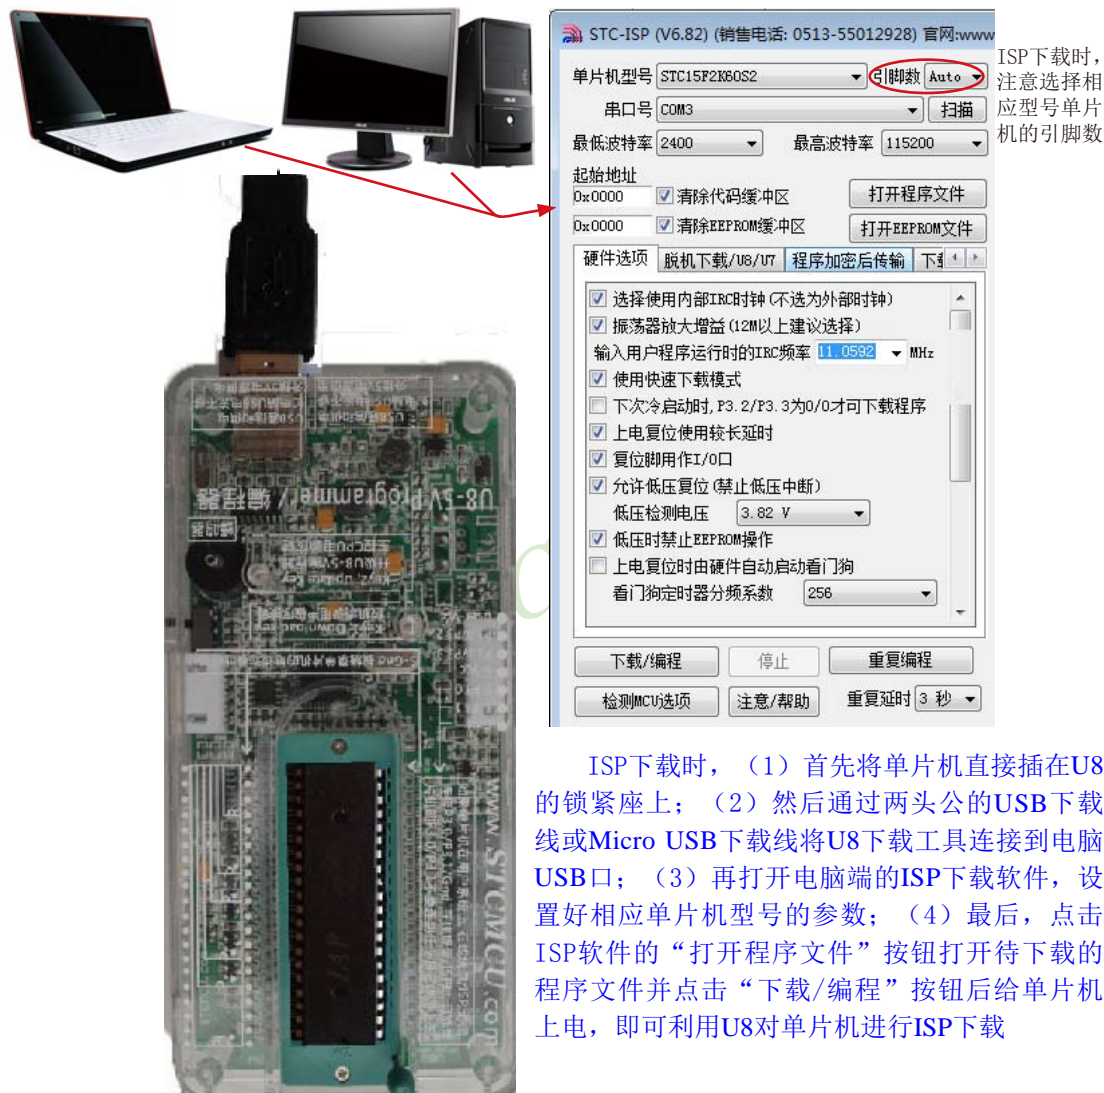 STC-ISP (V6.82) (销售电话: 0513-55012928) 官网:www
单片机型号 STC15F2K60S2 引脚数 Auto
串口号 COM3 扫描
最低波特率 2400 最高波特率 115200
起始地址
0x0000 清除代码缓冲区 打开程序文件
0x0000 清除EEPROM缓冲区 打开EEPROM文件
硬件选项 脱机下载/U8/U7 程序加密后传输
选择使用内部IRC时钟(不选为外部时钟)
振荡器放大增益(12M以上建议选择)
输入用户程序运行时的IRC频率 11.0592 MHz
使用快速下载模式
下次冷启动时,P3.2/P3.3为0/0才可下载程序
上电复位使用较长延时
复位脚用作I/O口
允许低压复位(禁止低压中断)
低压检测电压 3.82 V
低压时禁止EEPROM操作
上电复位时由硬件自动启动看门狗
看门狗定时器分频系数 256
下载/编程 停止 重复编程
检测MCU选项 注意/帮助 重复延时 3 秒
ISP下载时，
注意选择相
应型号单片
机的引脚数
U8-5V Programmer / 编程器
www.STCMCU.com
ISP下载时，（1）首先将单片机直接插在U8
的锁紧座上；（2）然后通过两头公的USB下载
线或Micro USB下载线将U8下载工具连接到电脑
USB口；（3）再打开电脑端的ISP下载软件，设
置好相应单片机型号的参数；（4）最后，点击
ISP软件的“打开程序文件”按钮打开待下载的
程序文件并点击“下载/编程”按钮后给单片机
上电，即可利用U8对单片机进行ISP下载